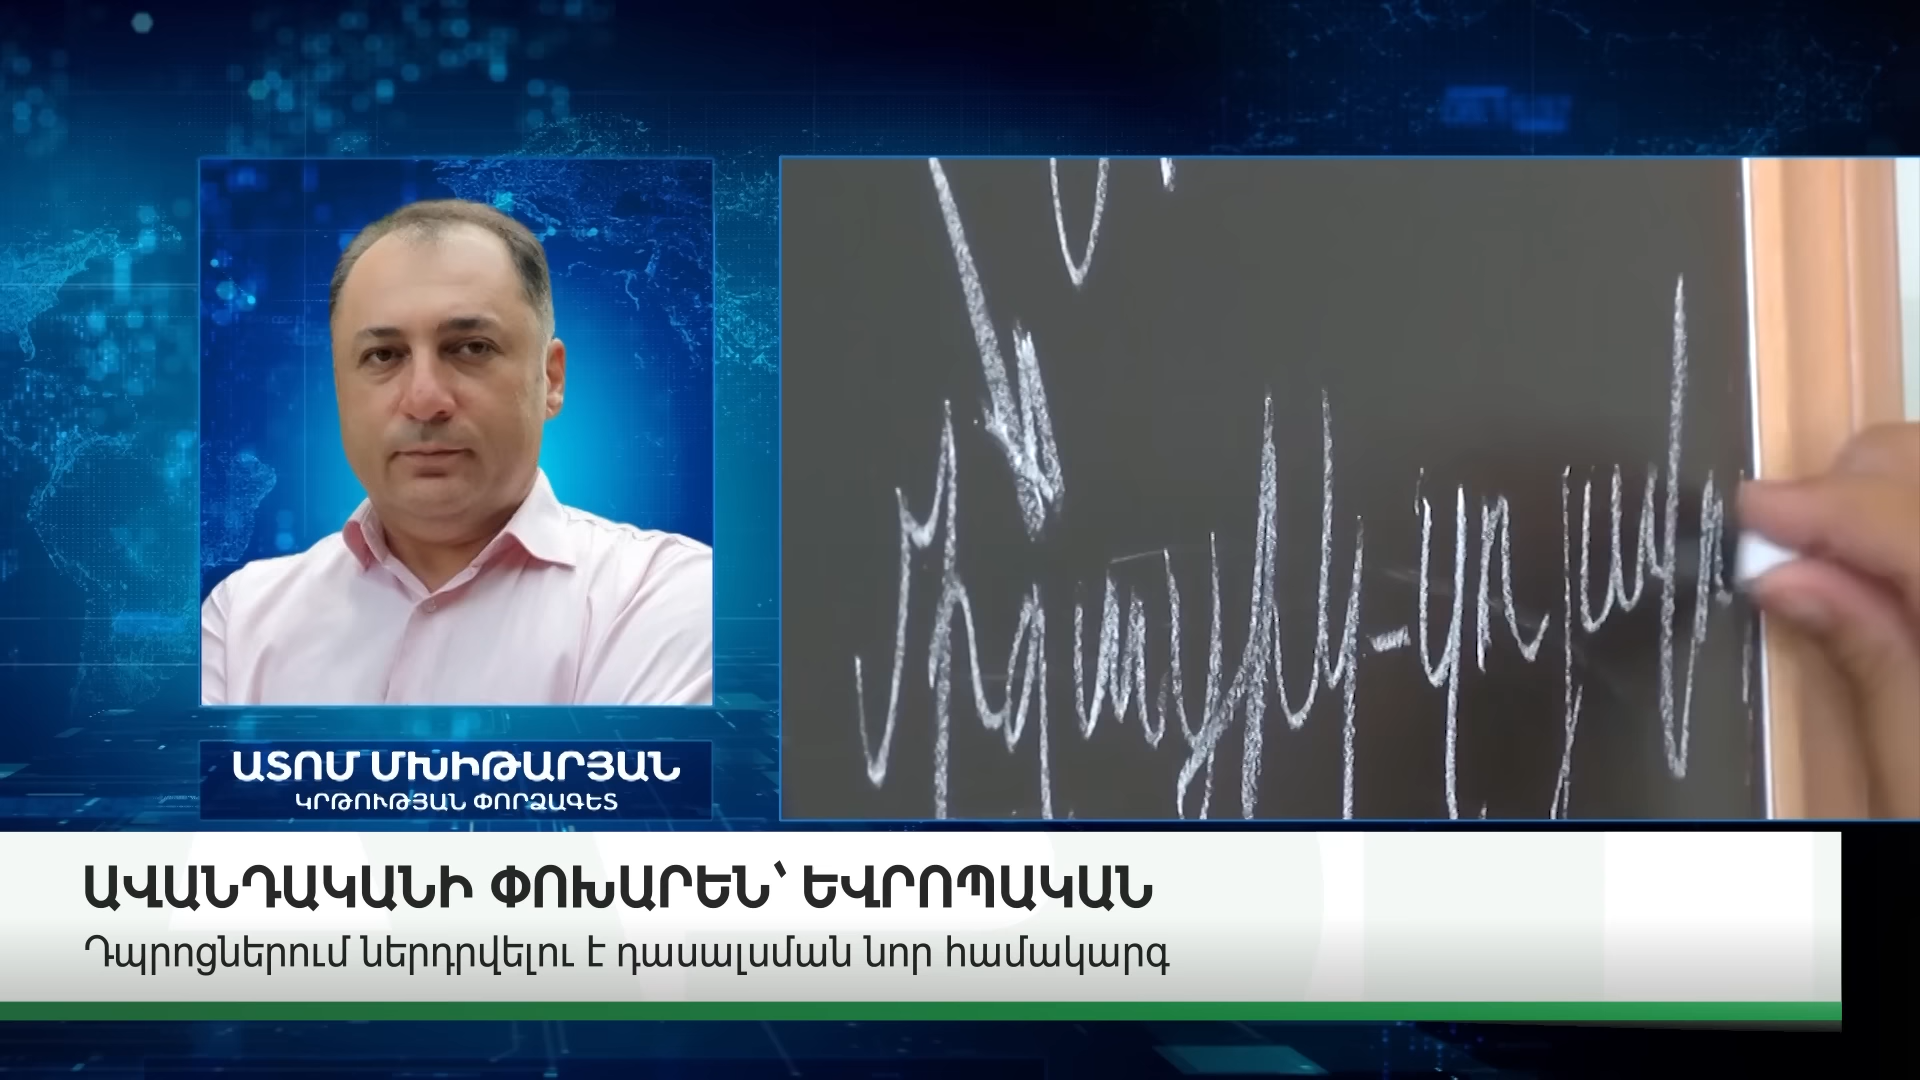 ԱՏՈՄ ՄԽԻԹԱՐՅԱՆ
ԿՐԹՈՒԹՅԱՆ ՓՈՐՁԱԳԵՏ
ԱՎԱՆԴԱԿԱՆԻ ՓՈԽԱՐԵՆ՝ ԵՎՐՈՊԱԿԱՆ
Դպրոցներում ներդրվելու է դասալսման նոր համակարգ